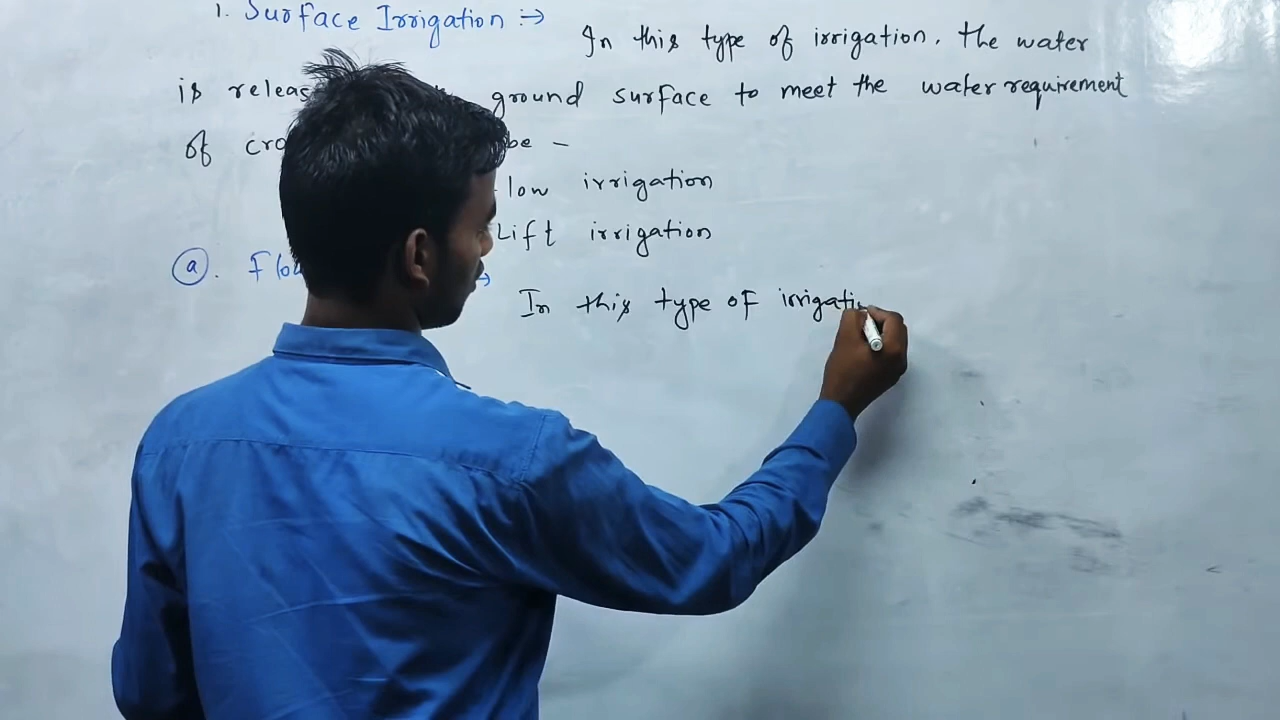 1. Surface Irrigation :→ In this type of irrigation. the water
is releas ground surface to meet the water requirement
of cro be -
low irrigation
Lift irrigation
(a). Flo → In this type of irrigati